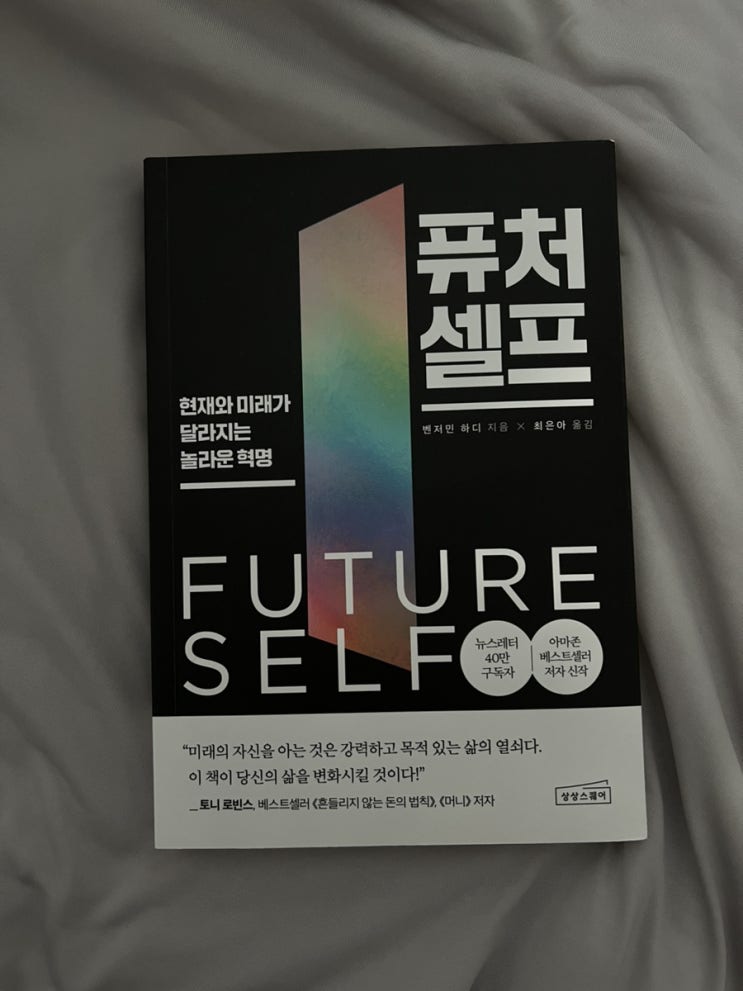 퓨처
셀프
벤저민 하디 지음 × 최은아 옮김
현재와 미래가
달라지는
놀라운 혁명
FUTURE
SELF
뉴스레터
40만
구독자
아마존
베스트셀러
저자 신작
“미래의 자신을 아는 것은 강력하고 목적 있는 삶의 열쇠다.
이 책이 당신의 삶을 변화시킬 것이다!”
_ 토니 로빈스, 베스트셀러 《흔들리지 않는 돈의 법칙》, 《머니》 저자
상상스퀘어